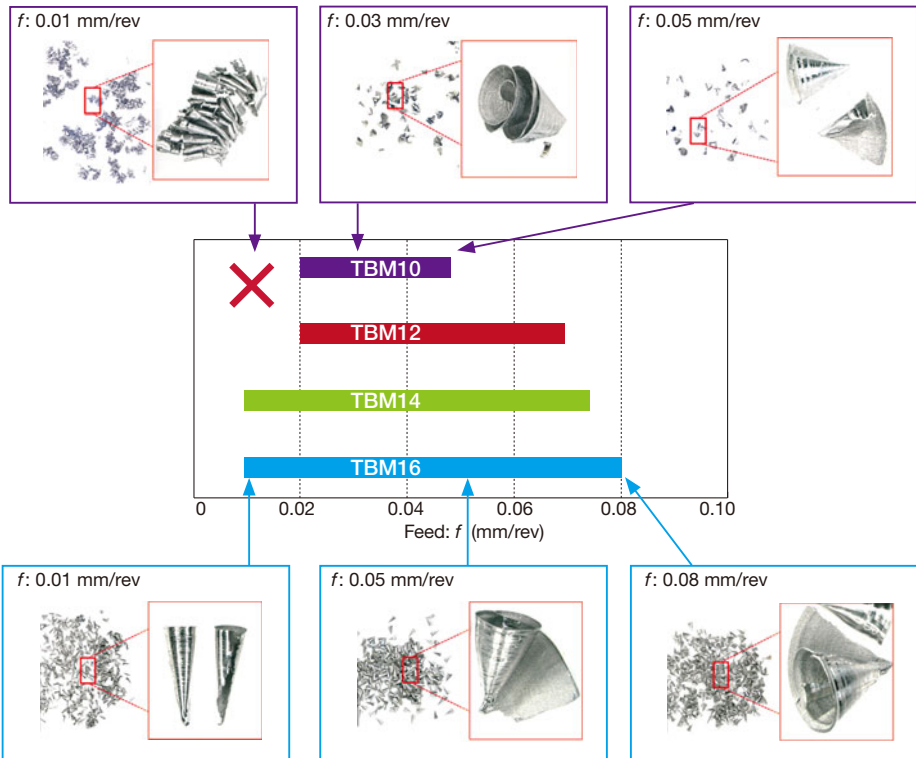 f: 0.01 mm/rev
f: 0.03 mm/rev
f: 0.05 mm/rev
TBM10
TBM12
TBM14
TBM16
0 0.02 0.04 0.06 0.08 0.10
Feed: f (mm/rev)
f: 0.01 mm/rev
f: 0.05 mm/rev
f: 0.08 mm/rev